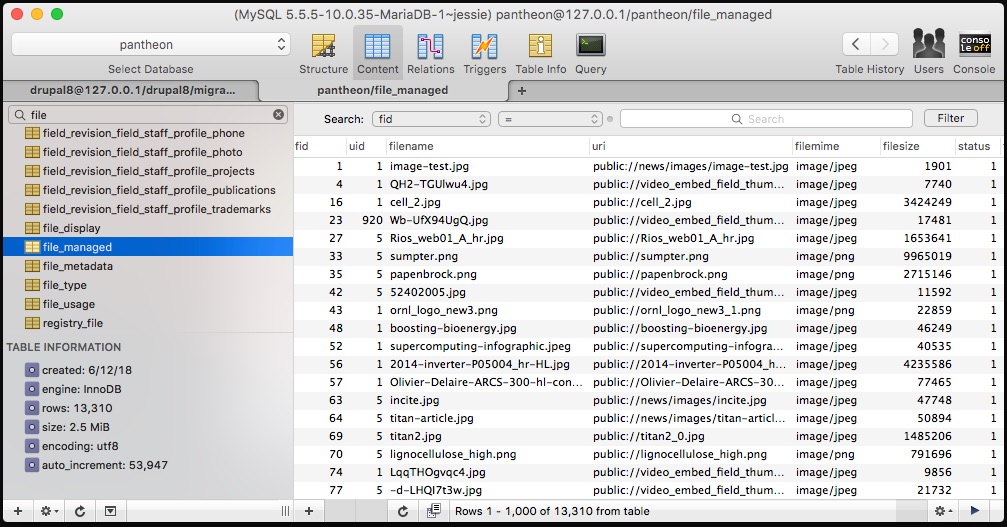 (MySQL 5.5.5-10.0.35-MariaDB-1~jessie) pantheon@127.0.0.1/pantheon/file_managed
pantheon
Select Database
Structure Content Relations Triggers Table Info Query
Table History Users Console
conso
le off
drupal8@127.0.0.1/drupal8/migra...
pantheon/file_managed
file
field_revision_field_staff_profile_phone
field_revision_field_staff_profile_photo
field_revision_field_staff_profile_projects
field_revision_field_staff_profile_publications
field_revision_field_staff_profile_trademarks
file_display
file_managed
file_metadata
file_type
file_usage
registry_file
TABLE INFORMATION
created: 6/12/18
engine: InnoDB
rows: 13,310
size: 2.5 MiB
encoding: utf8
auto_increment: 53,947
Search: fid = Search Filter
fid uid filename uri filemime filesize status
1 1 image-test.jpg public://news/images/image-test.jpg image/jpeg 1901 1
4 1 QH2-TGUlwu4.jpg public://video_embed_field_thum... image/jpeg 7740 1
16 1 cell_2.jpg public://cell_2.jpg image/jpeg 3424249 1
23 920 Wb-UfX94UgQ.jpg public://video_embed_field_thum... image/jpeg 17481 1
27 5 Rios_web01_A_hr.jpg public://Rios_web01_A_hr.jpg image/jpeg 1653641 1
33 5 sumpter.png public://sumpter.png image/png 9965019 1
35 5 papenbrock.png public://papenbrock.png image/png 2715146 1
42 5 52402005.jpg public://video_embed_field_thum... image/jpeg 11592 1
43 1 ornl_logo_new3.png public://ornl_logo_new3_1.png image/png 22859 1
48 1 boosting-bioenergy.jpg public://boosting-bioenergy.jpg image/jpeg 46249 1
52 1 supercomputing-infographic.jpeg public://supercomputing-infogra... image/jpeg 40535 1
56 1 2014-inverter-P05004_hr-HL.jpg public://2014-inverter-P05004_h... image/jpeg 4235586 1
57 1 Olivier-Delaire-ARCS-300-hl-con... public://Olivier-Delaire-ARCS-30... image/jpeg 77465 1
63 5 incite.jpg public://news/images/incite.jpg image/jpeg 47748 1
64 5 titan-article.jpg public://news/images/titan-articl... image/jpeg 50894 1
69 5 titan2.jpg public://titan2_0.jpg image/jpeg 1485206 1
70 5 lignocellulose_high.png public://lignocellulose_high.png image/png 791696 1
74 1 LqqTHOgvqc4.jpg public://video_embed_field_thum... image/jpeg 9856 1
77 5 -d-LHQI7t3w.jpg public://video_embed_field_thum... image/jpeg 21732 1
Rows 1 - 1,000 of 13,310 from table